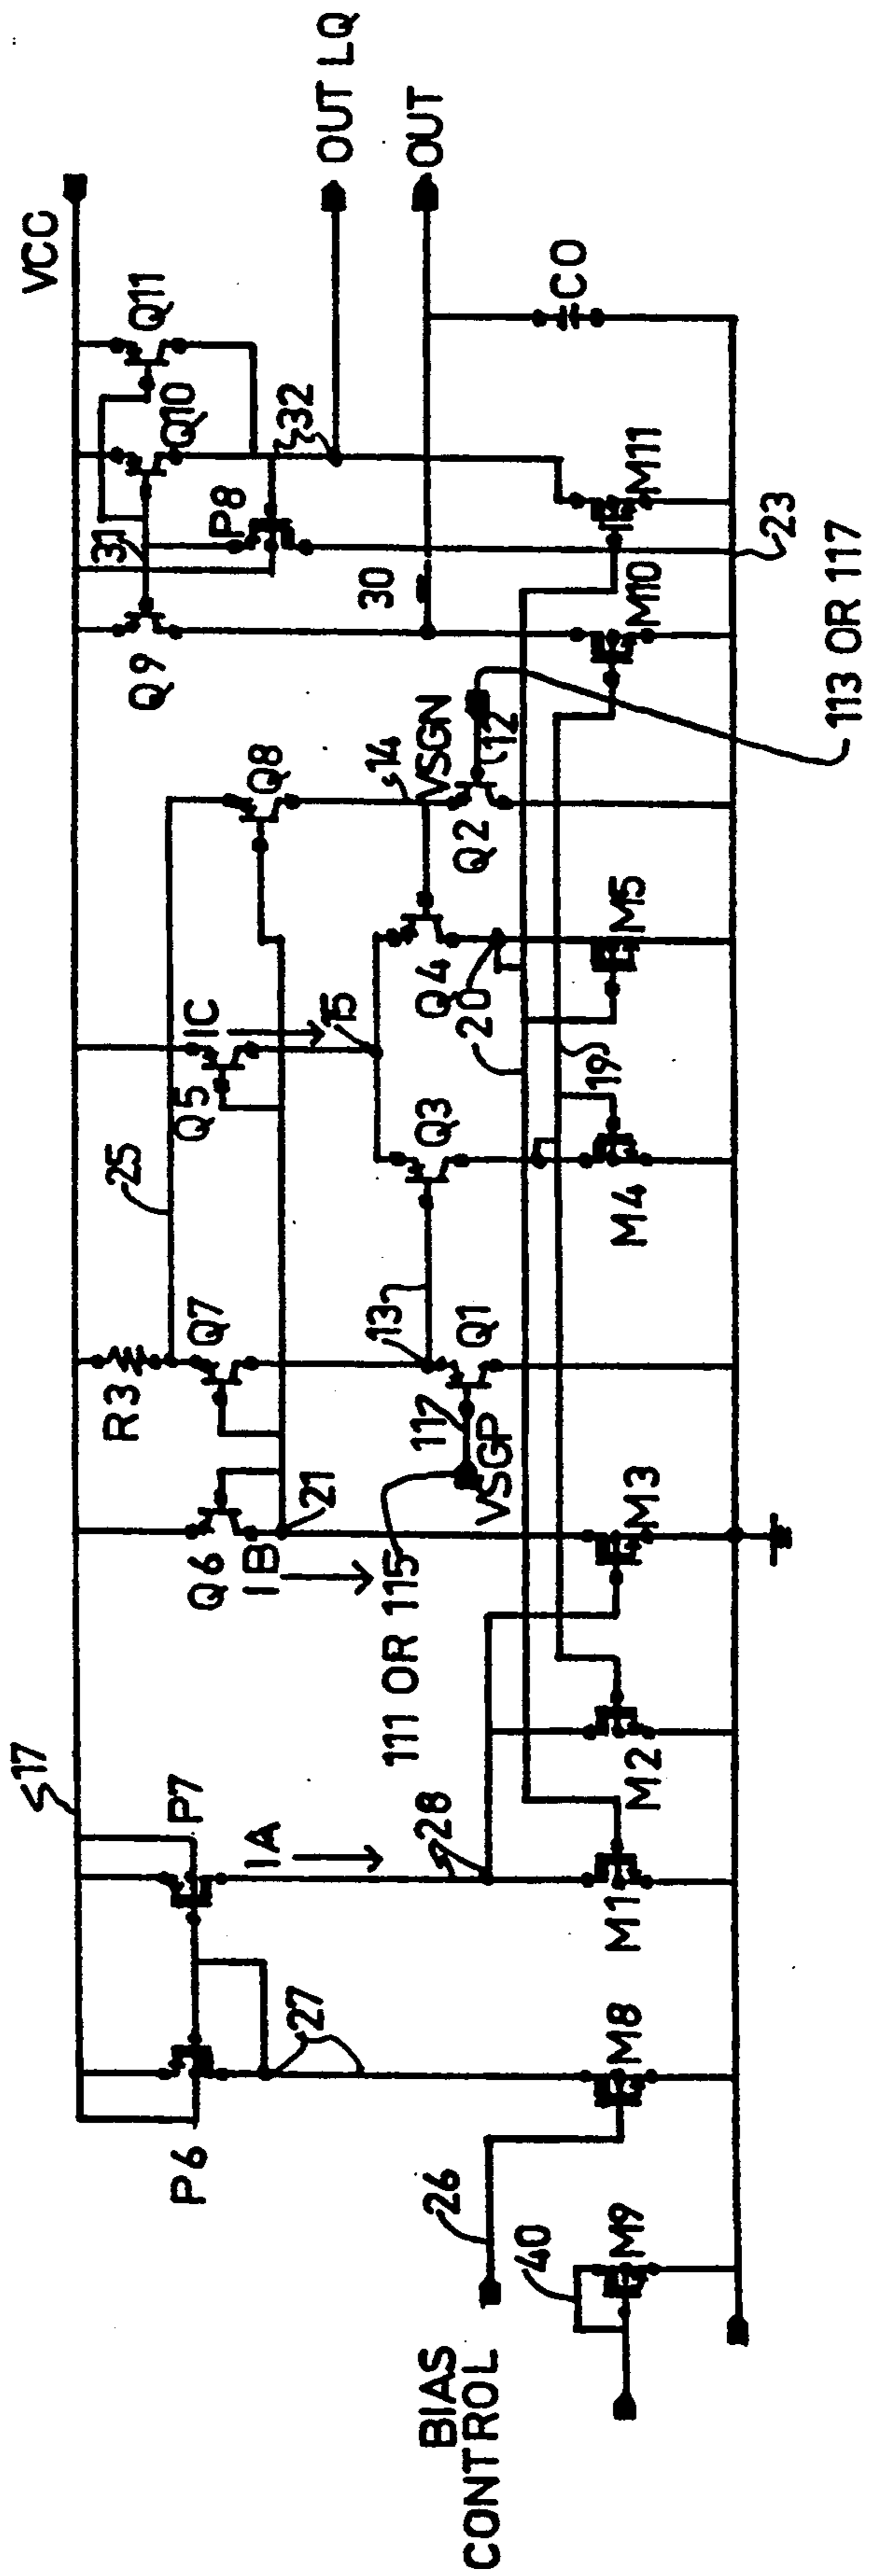 VCC
OUT LQ
OUT
Q11
Q10
31
P8
32
Q9
30
CO
M11
M10
23
113 OR 117
Q8
14
VSGN
12
Q2
Q4
20
M5
IC
15
Q5
2
19
25
Q3
M4
R3
Q7
13
Q1
117
VSGP
Q6
IB
21
111 OR 115
M3
17
P7
IA
28
M2
M1
P6
27
M8
26
40
M9
BIAS
CONTROL